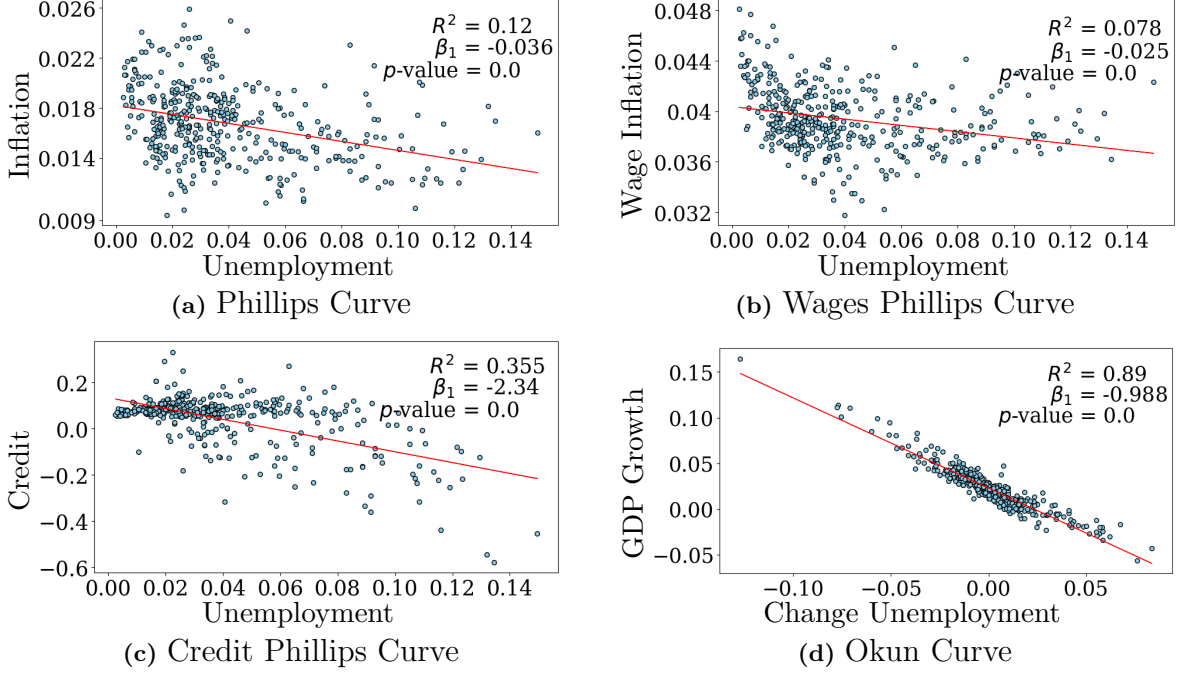 0.026
0.022
0.018
0.014
0.009
Inflation
R² = 0.12
β₁ = -0.036
p-value = 0.0
0.00 0.02 0.04 0.06 0.08 0.10 0.12 0.14
Unemployment
(a) Phillips Curve
0.048
0.044
0.04
0.036
0.032
Wage Inflation
R² = 0.078
β₁ = -0.025
p-value = 0.0
0.00 0.02 0.04 0.06 0.08 0.10 0.12 0.14
Unemployment
(b) Wages Phillips Curve
0.2
0.0
−0.2
−0.4
−0.6
Credit
R² = 0.355
β₁ = -2.34
p-value = 0.0
0.00 0.02 0.04 0.06 0.08 0.10 0.12 0.14
Unemployment
(c) Credit Phillips Curve
0.15
0.10
0.05
0.00
−0.05
GDP Growth
R² = 0.89
β₁ = -0.988
p-value = 0.0
−0.10 −0.05 0.00 0.05
Change Unemployment
(d) Okun Curve